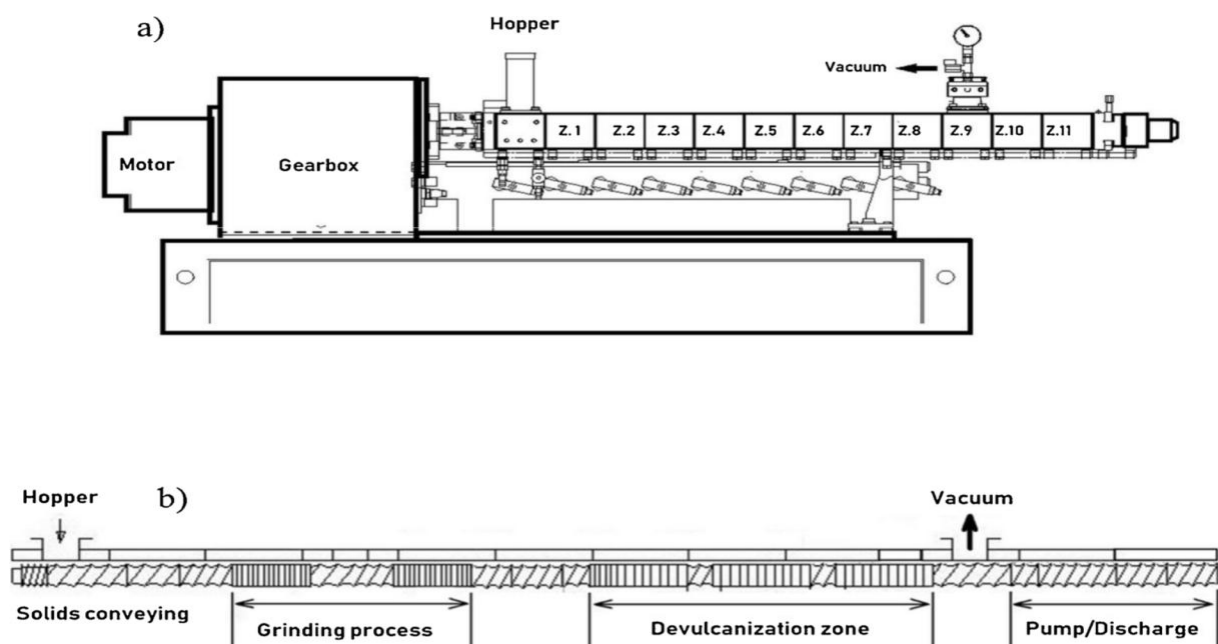 a)
Hopper
Vacuum
Motor
Gearbox
Z.1 Z.2 Z.3 Z.4 Z.5 Z.6 Z.7 Z.8 Z.9 Z.10 Z.11
b)
Hopper
Vacuum
Solids conveying
Grinding process
Devulcanization zone
Pump/Discharge